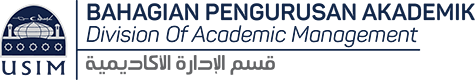 USIM
BAHAGIAN PENGURUSAN AKADEMIK
Division Of Academic Management
قسم الإدارة الاكاديمية